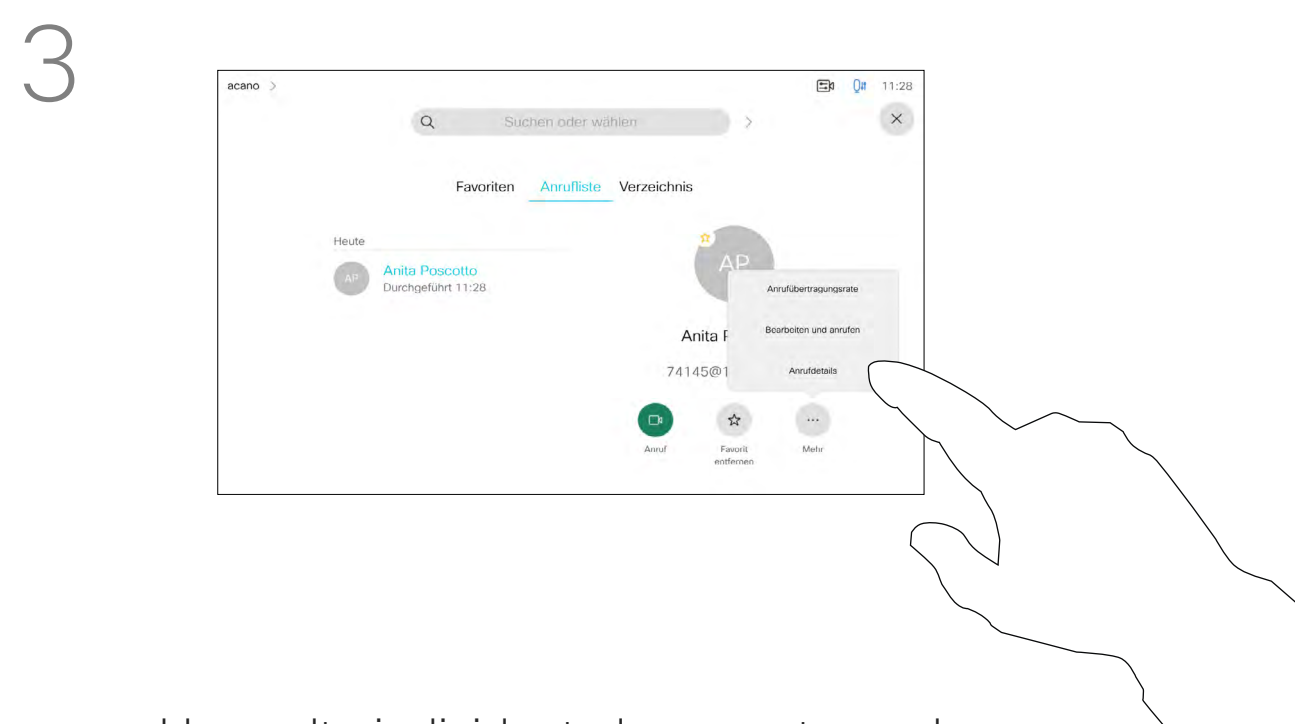 3
acano >
11:28
Suchen oder wählen >
Favoriten Anrufliste Verzeichnis
Heute
AP Anita Poscotto
Durchgeführt 11:28
AP
Anita P
74145@1
Anrufübertragungsrate
Bearbeiten und anrufen
Anrufdetails
Anruf
Favorit
entfernen
Mehr